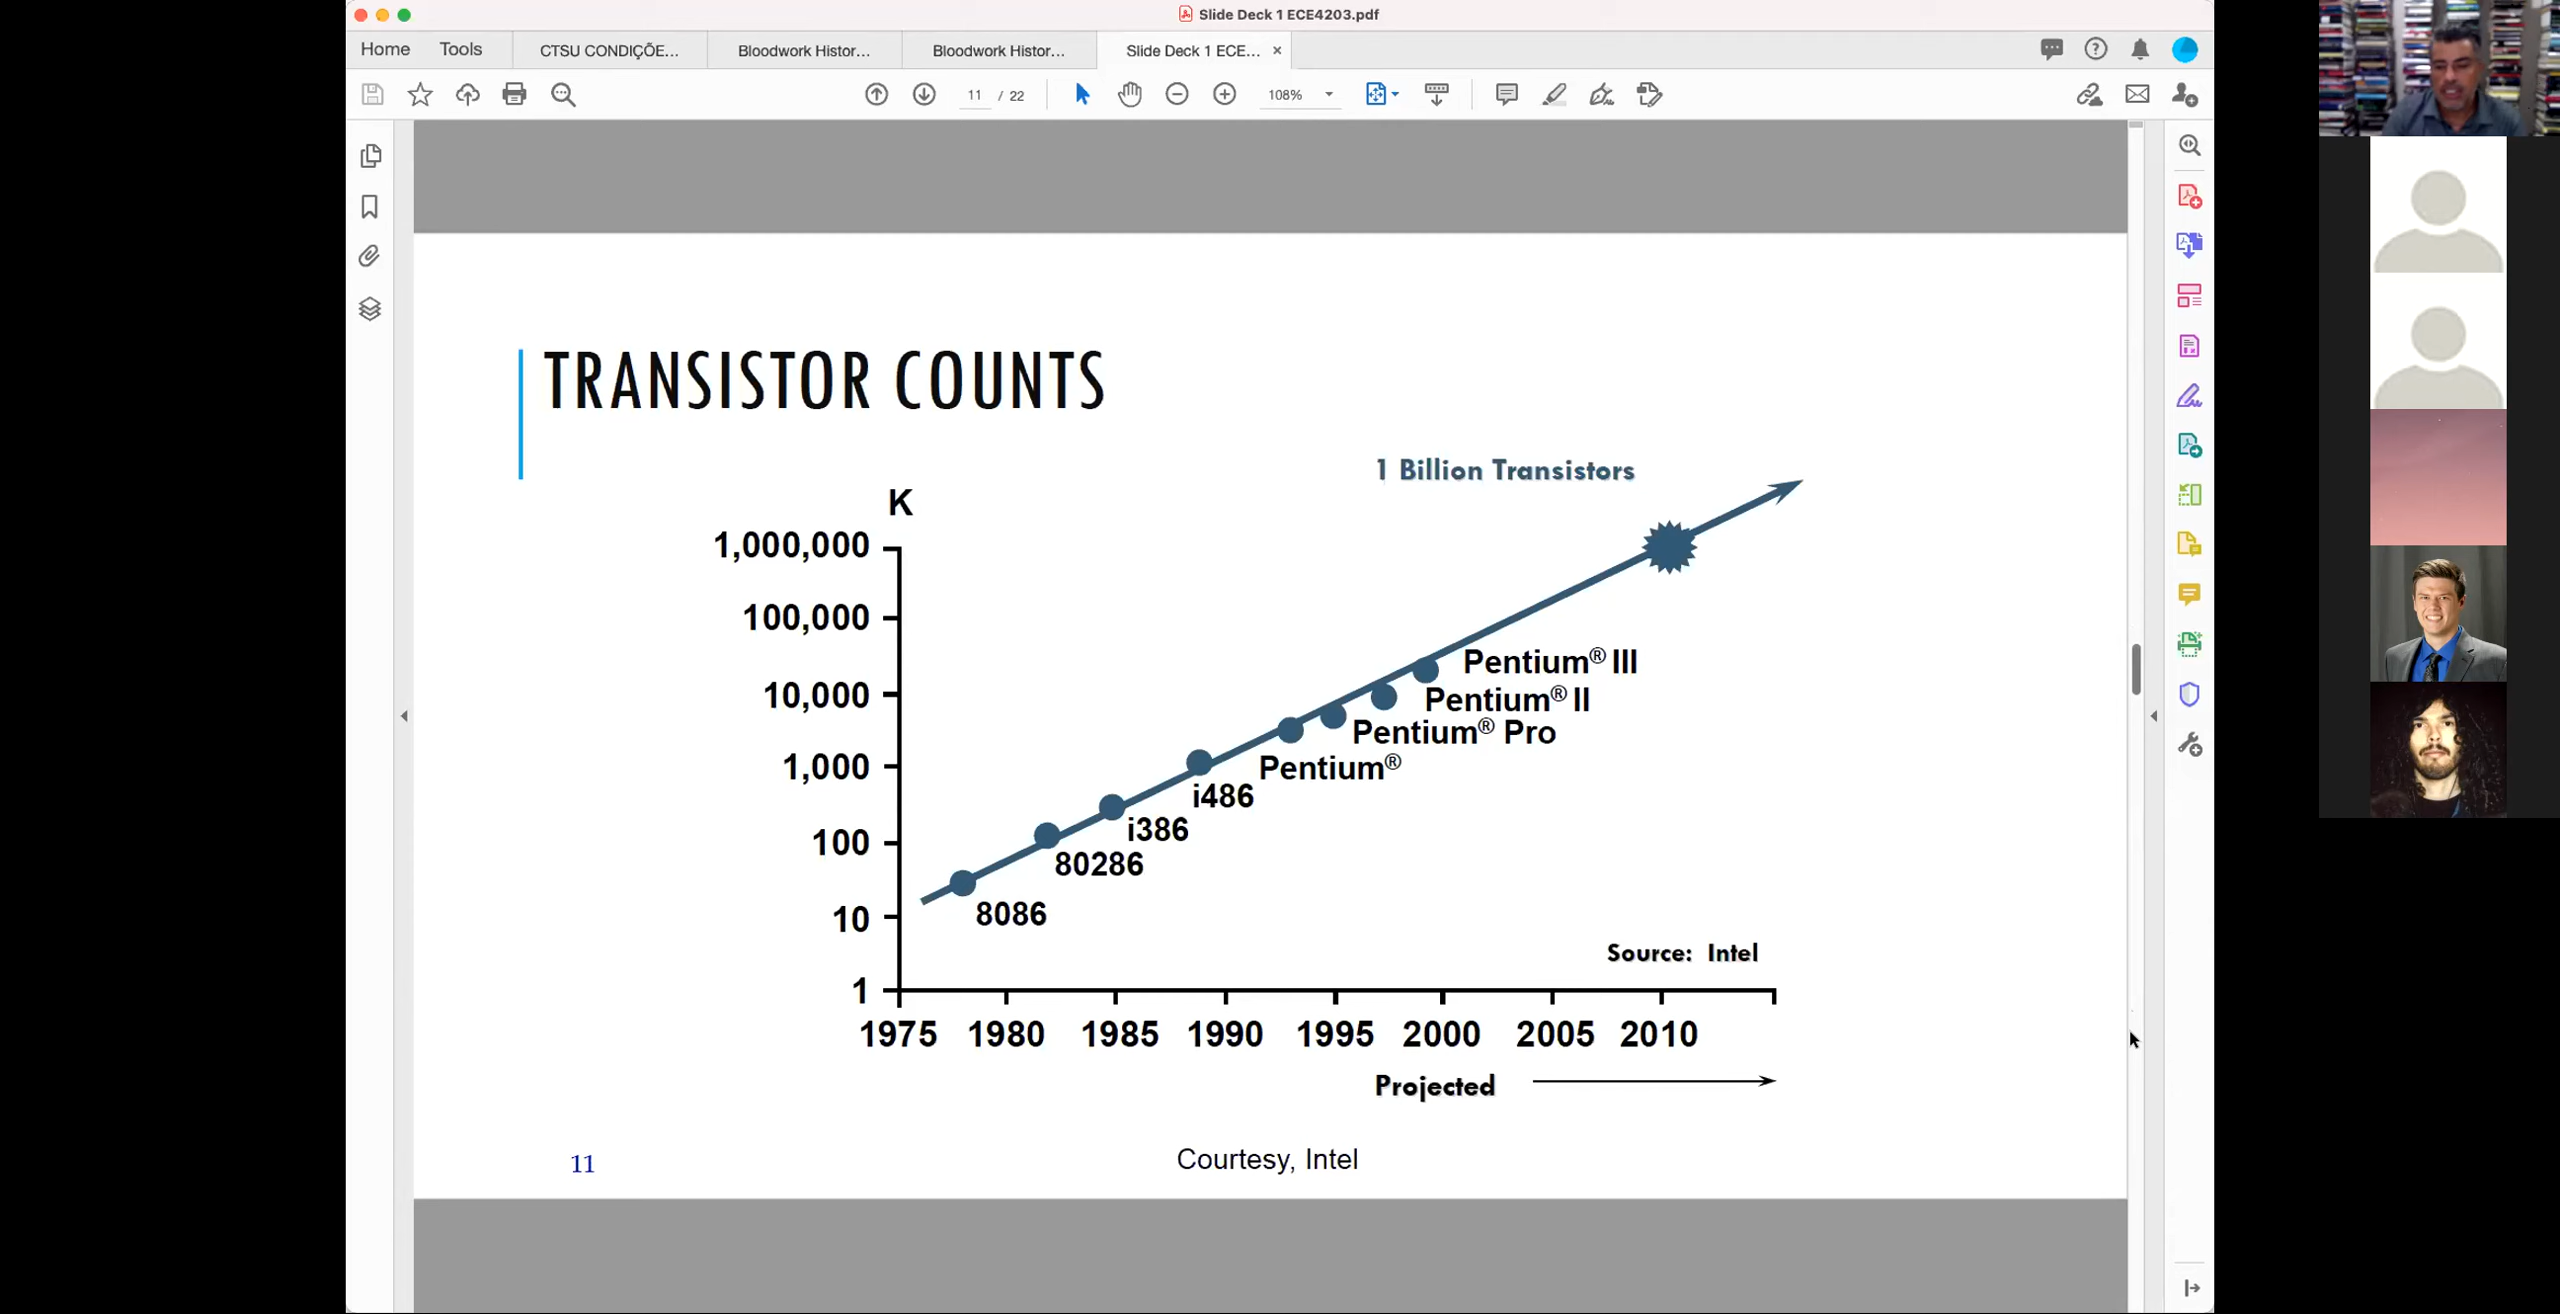 Slide Deck 1 ECE4203.pdf
Home Tools CTSU CONDIÇÕE... Bloodwork Histor... Bloodwork Histor... Slide Deck 1 ECE... ×
11 / 22 108%
TRANSISTOR COUNTS
1 Billion Transistors
K
1,000,000
100,000
Pentium® III
10,000
Pentium® II
Pentium® Pro
1,000
Pentium®
i486
i386
100
80286
10
8086
Source: Intel
1
1975 1980 1985 1990 1995 2000 2005 2010
Projected
11
Courtesy, Intel